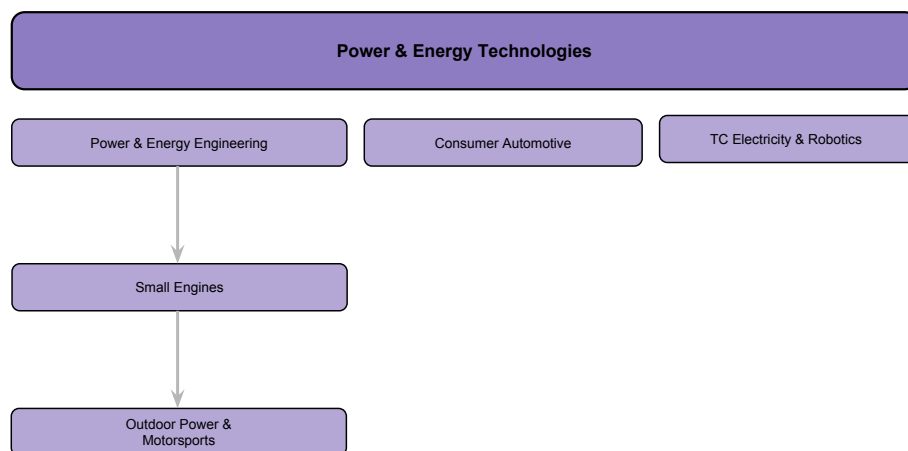 Power & Energy Technologies
Power & Energy Engineering
Consumer Automotive
TC Electricity & Robotics
Small Engines
Outdoor Power &
Motorsports